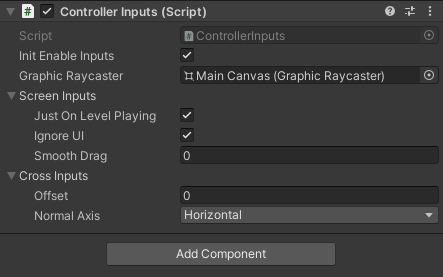 Controller Inputs (Script)
Script ControllerInputs
Init Enable Inputs
Graphic Raycaster Main Canvas (Graphic Raycaster)
Screen Inputs
Just On Level Playing
Ignore UI
Smooth Drag 0
Cross Inputs
Offset 0
Normal Axis Horizontal
Add Component